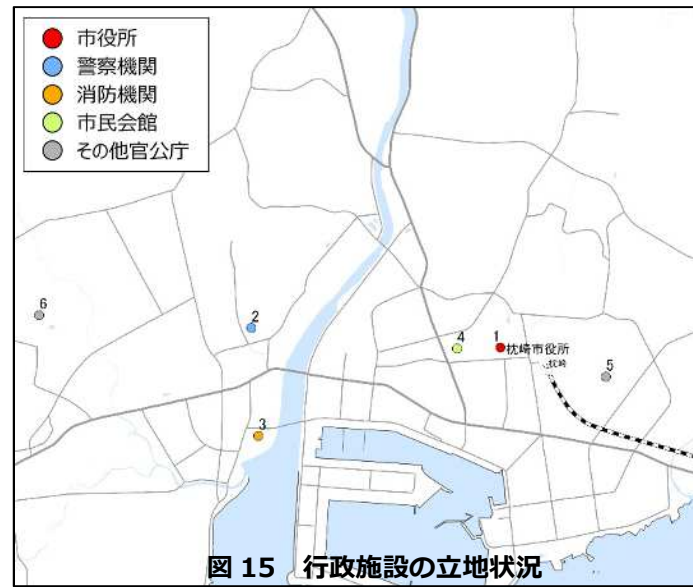 市役所
警察機関
消防機関
市民会館
その他官公庁
6
2
4
1
枕崎市役所
枕崎
5
3
図 15 行政施設の立地状況